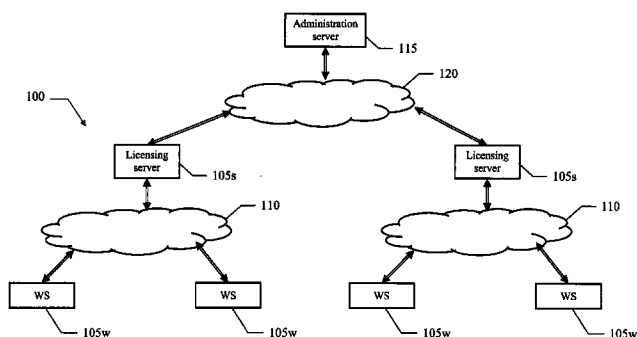 Administration
server
115
120
100
Licensing
server
105s
Licensing
server
105s
110
110
WS
WS
WS
WS
105w
105w
105w
105w